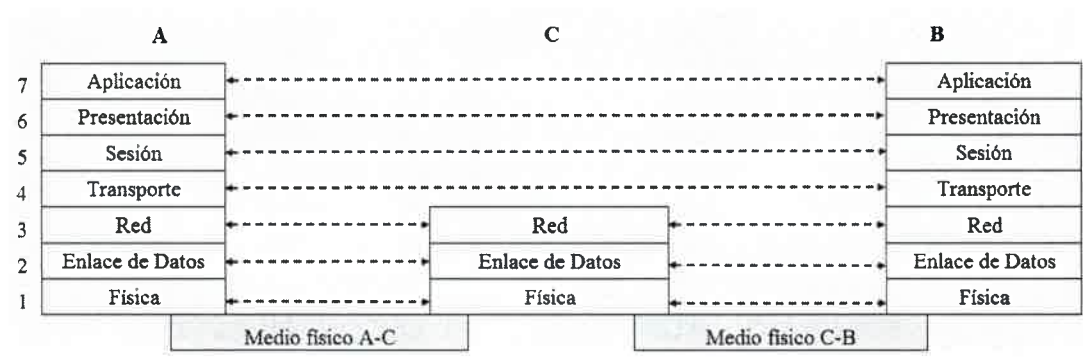 A C B
7 Aplicación Aplicación
6 Presentación Presentación
5 Sesión Sesión
4 Transporte Transporte
3 Red Red Red
2 Enlace de Datos Enlace de Datos Enlace de Datos
1 Física Física Física
Medio físico A-C Medio físico C-B